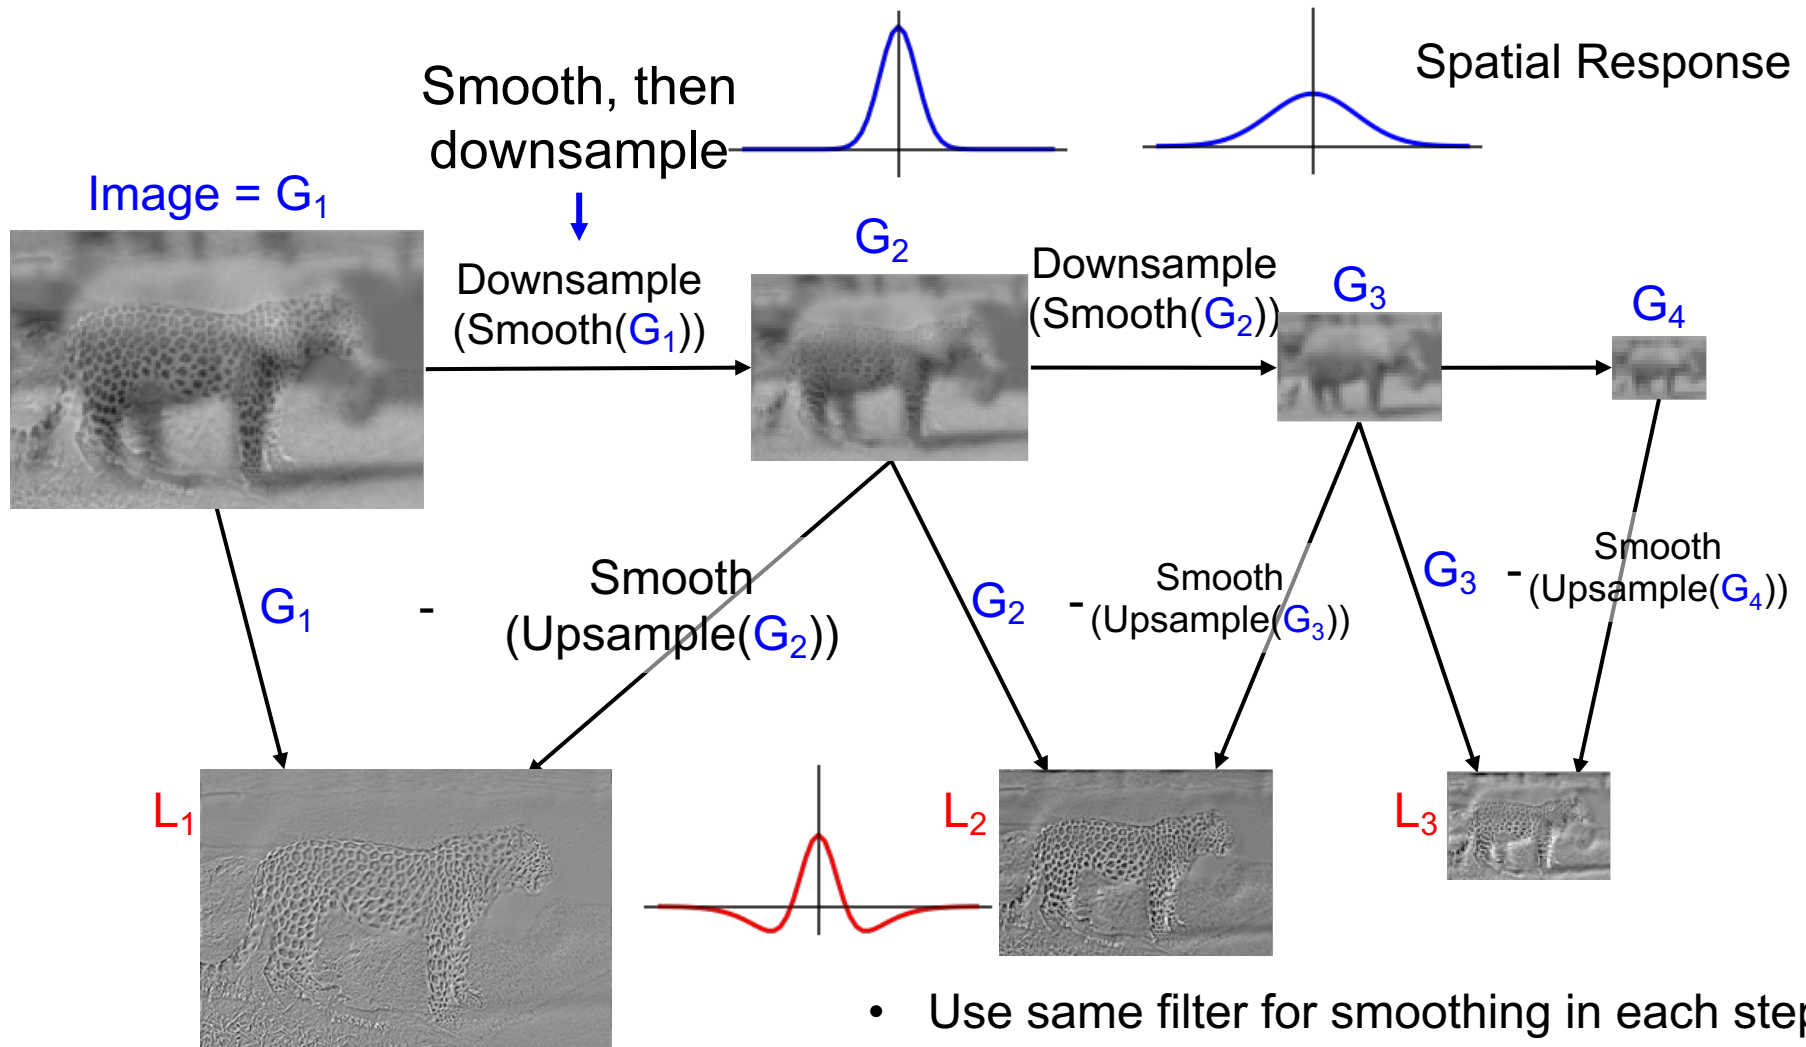 Spatial Response
Smooth, then
downsample
Image = G₁
Downsample
(Smooth(G₁))
G₂
Downsample
(Smooth(G₂))
G₃
G₄
G₁ - Smooth
(Upsample(G₂))
G₂ - Smooth
(Upsample(G₃))
G₃ - Smooth
(Upsample(G₄))
L₁
L₂
L₃
• Use same filter for smoothing in each step